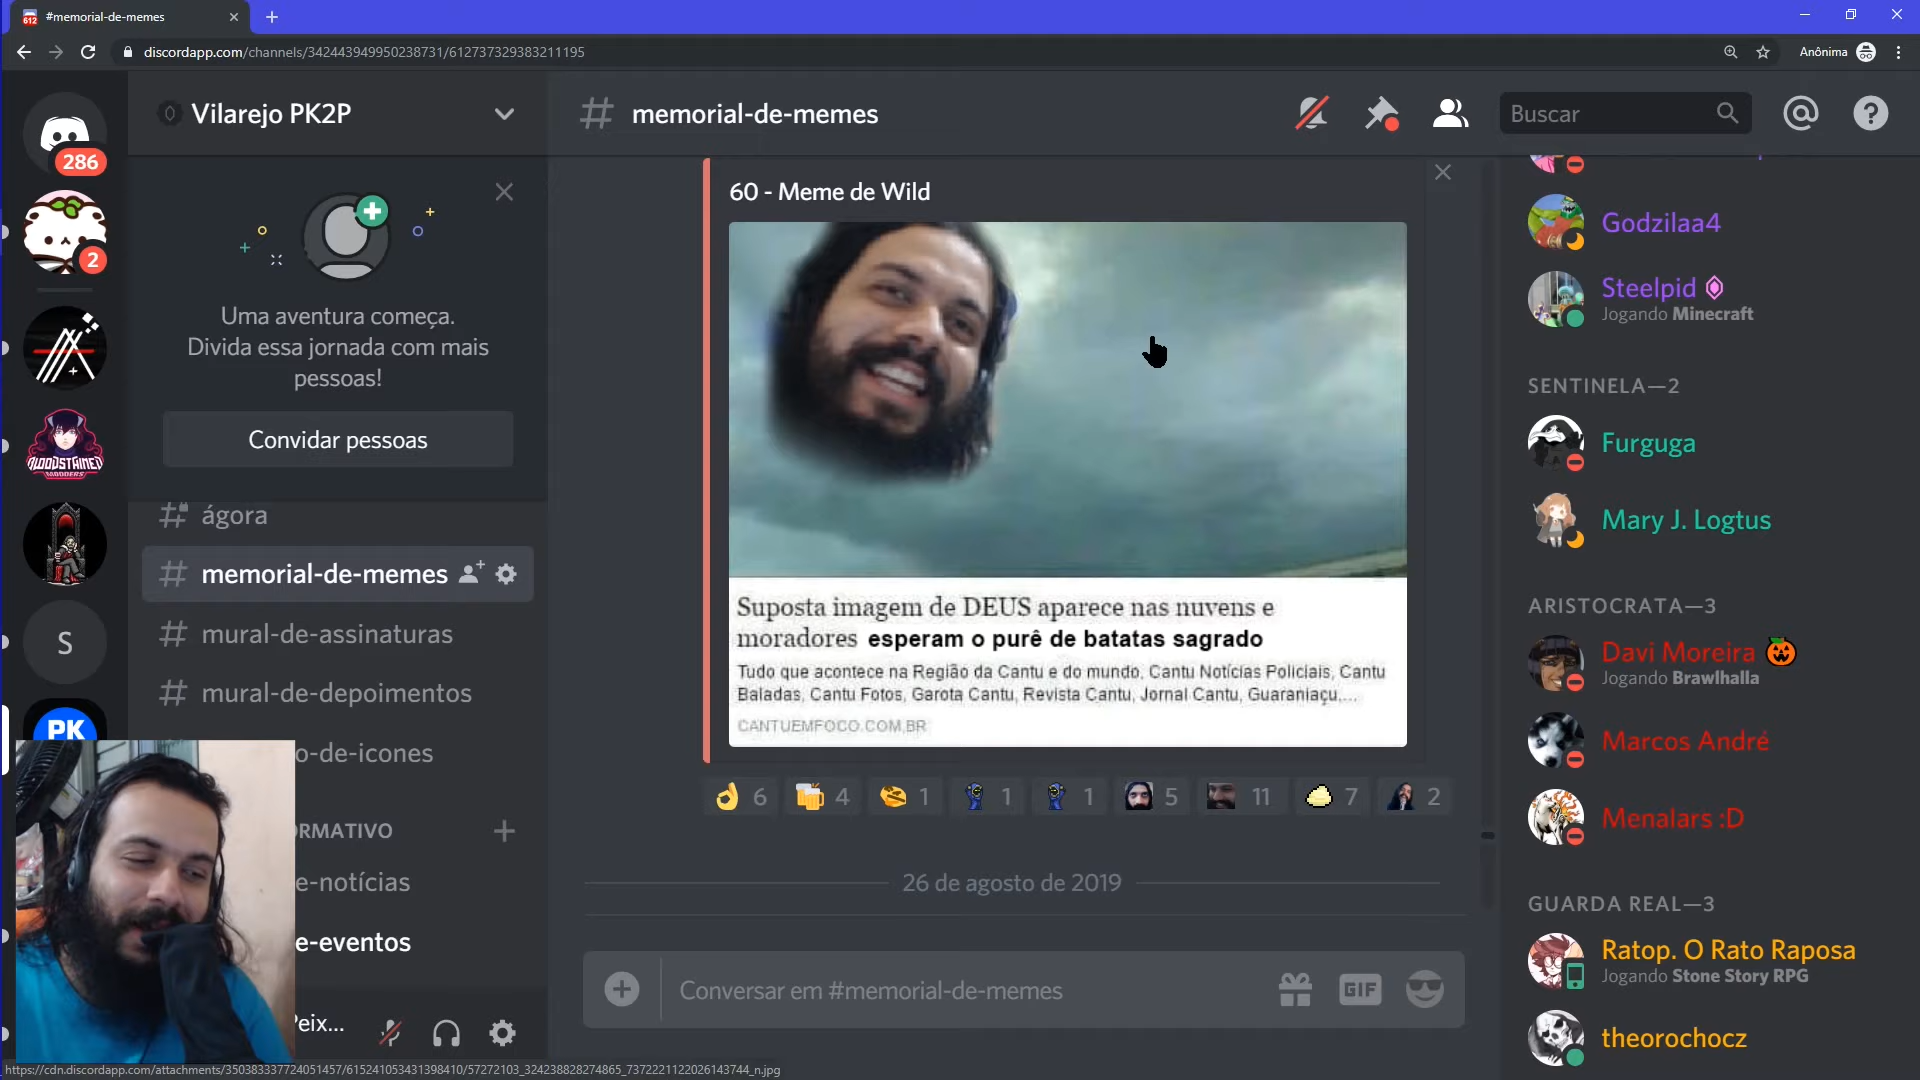 #memorial-de-memes
discordapp.com/channels/342443949950238731/612737329383211195
Anônima
286
2
S
PK
Vilarejo PK2P
Uma aventura começa.
Divida essa jornada com mais
pessoas!
Convidar pessoas
ágora
memorial-de-memes
mural-de-assinaturas
mural-de-depoimentos
o-de-icones
RMATIVO
e-notícias
e-eventos
Peix...
memorial-de-memes
Buscar
60 - Meme de Wild
Suposta imagem de DEUS aparece nas nuvens e
moradores esperam o purê de batatas sagrado
Tudo que acontece na Região da Cantu e do mundo, Cantu Notícias Policiais, Cantu
Baladas, Cantu Fotos, Garota Cantu, Revista Cantu, Jornal Cantu, Guaraniaçu,...
CANTUEMFOCO.COM.BR
6 4 1 1 1 5 11 7 2
26 de agosto de 2019
Conversar em #memorial-de-memes
GIF
Godzilaa4
Steelpid
Jogando Minecraft
SENTINELA—2
Furguga
Mary J. Logtus
ARISTOCRATA—3
Davi Moreira
Jogando Brawlhalla
Marcos André
Menalars :D
GUARDA REAL—3
Ratop. O Rato Raposa
Jogando Stone Story RPG
theorochocz
https://cdn.discordapp.com/attachments/350383337724051457/615241053431398410/57272103_324238828274865_7372221122026143744_n.jpg